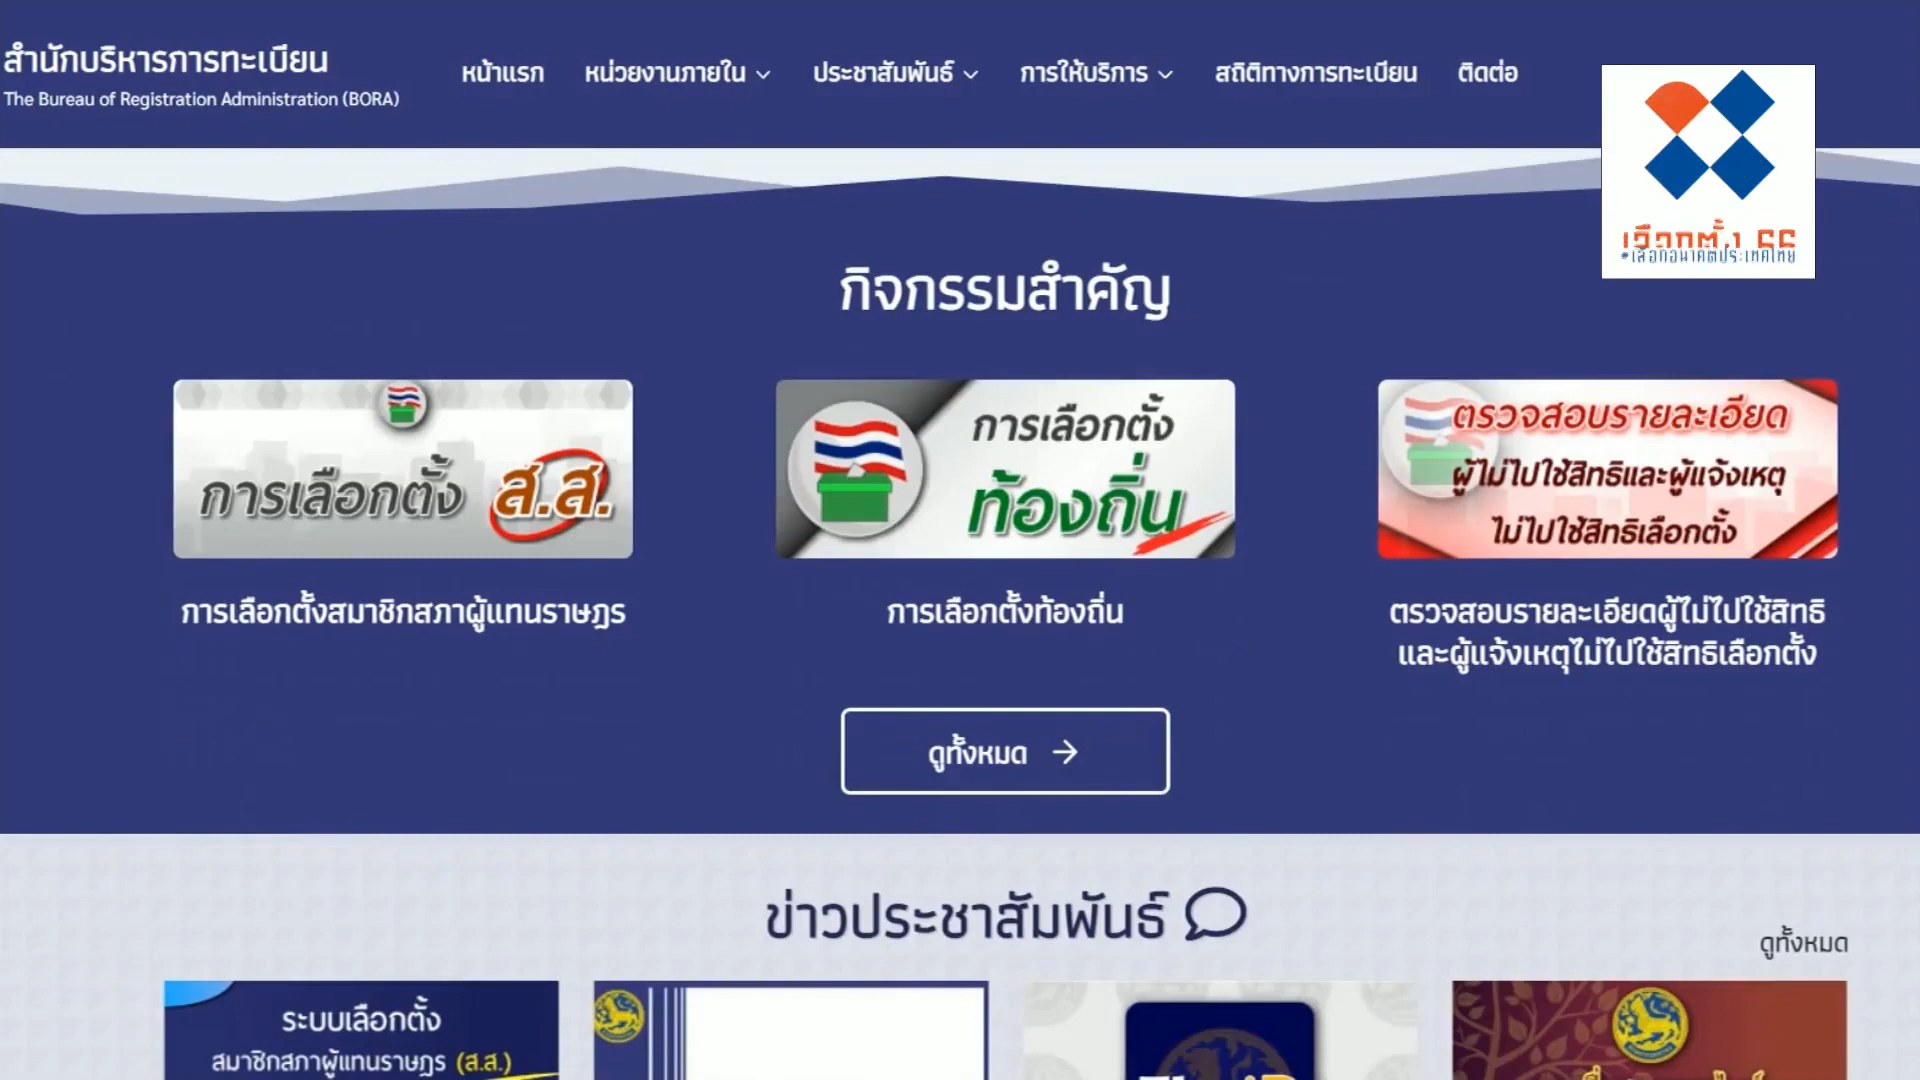 สำนักบริหารการทะเบียน
The Bureau of Registration Administration (BORA)
หน้าแรก
หน่วยงานภายใน
ประชาสัมพันธ์
การให้บริการ
สถิติทางการทะเบียน
ติดต่อ
#เลือกอนาคตประเทศไทย
กิจกรรมสำคัญ
การเลือกตั้ง ส.ส.
การเลือกตั้ง
ท้องถิ่น
ตรวจสอบรายละเอียด
ผู้ไม่ไปใช้สิทธิและผู้แจ้งเหตุ
ไม่ไปใช้สิทธิเลือกตั้ง
การเลือกตั้งสมาชิกสภาผู้แทนราษฎร
การเลือกตั้งท้องถิ่น
ตรวจสอบรายละเอียดผู้ไม่ไปใช้สิทธิ
และผู้แจ้งเหตุไม่ไปใช้สิทธิเลือกตั้ง
ดูทั้งหมด
ข่าวประชาสัมพันธ์
ดูทั้งหมด
ระบบเลือกตั้ง
สมาชิกสภาผู้แทนราษฎร (ส.ส.)